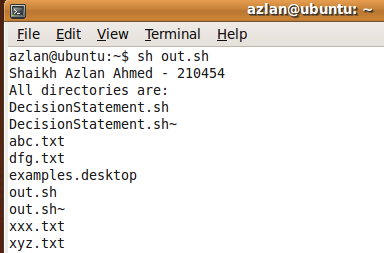 azlan@ubuntu: ~
File Edit View Terminal Help
azlan@ubuntu:~$ sh out.sh
Shaikh Azlan Ahmed - 210454
All directories are:
DecisionStatement.sh
DecisionStatement.sh~
abc.txt
dfg.txt
examples.desktop
out.sh
out.sh~
xxx.txt
xyz.txt